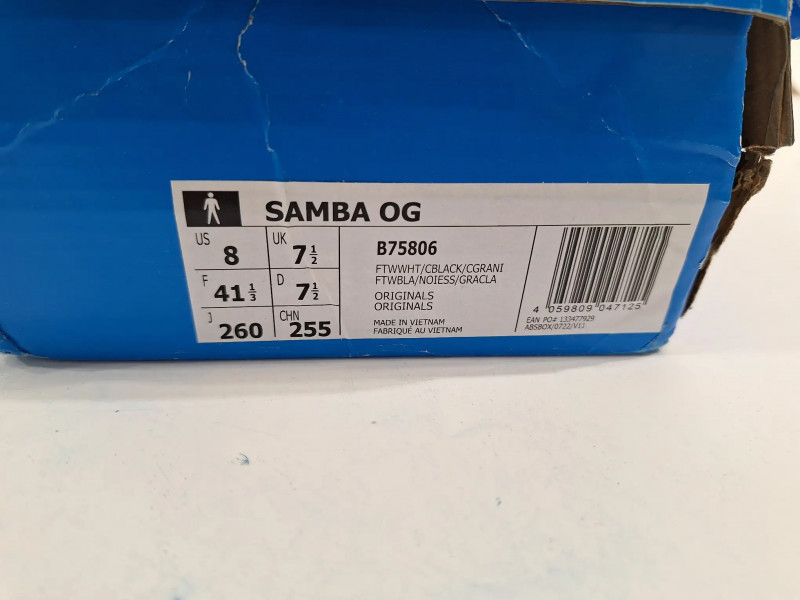 SAMBA OG
US 8
UK 7 1/2
F 41 1/3
D 7 1/2
J 260
CHN 255
B75806
FTWWHT/CBLACK/CGRANI
FTWBLA/NOIESS/GRACLA
ORIGINALS
ORIGINALS
MADE IN VIETNAM
FABRIQUÉ AU VIETNAM
4 059809 047125
EAN PO# 133477929
ABSBOX/0722/V11